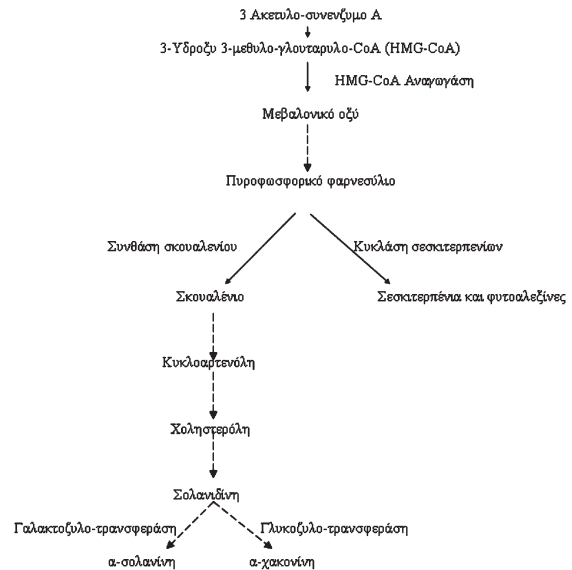 3 Ακετυλο-συνενζυμο Α
3-Υδροξυ 3-μεθυλο-γλουταρυλο-CoA (HMG-CoA)
HMG-CoA Αναγωγάση
Μεβαλονικό οξύ
Πυροφωσφορικό φαρνεσύλιο
Συνθάση σκουαλενίου
Κυκλάση σεσκιτερπενίων
Σκουαλένιο
Σεσκιτερπένια και φυτοαλεξίνες
Κυκλοαρτενόλη
Χοληστερόλη
Σολανιδίνη
Γαλακτοζυλο-τρανσφεράση
Γλυκοζυλο-τρανσφεράση
α-σολανίνη
α-χακονίνη